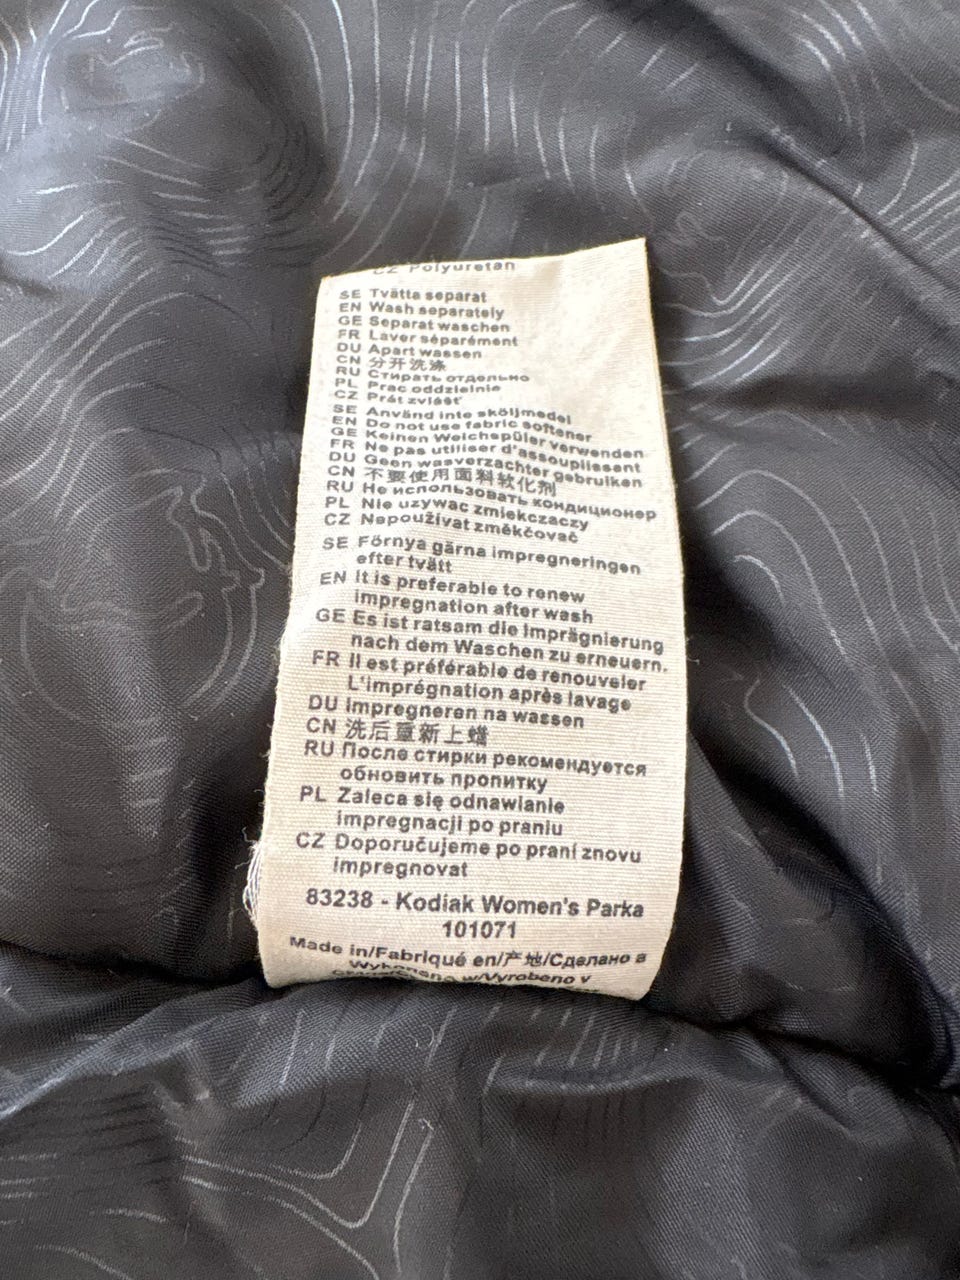 CZ Polyuretan
SE Tvätta separat
EN Wash separately
GE Separat waschen
FR Laver séparément
DU Apart wassen
CN 分开洗涤
RU Стирать отдельно
PL Prac oddzielnie
CZ Prát zvlášť
SE Använd inte sköljmedel
EN Do not use fabric softener
GE Keinen Weichspüler verwenden
FR Ne pas utiliser d'assouplissant
DU Geen wasverzachter gebruiken
CN 不要使用面料软化剂
RU Не использовать кондиционер
PL Nie uzywac zmiekczaczy
CZ Nepoužívat změkčovač
SE Förnya gärna impregneringen
efter tvätt
EN It is preferable to renew
impregnation after wash
GE Es ist ratsam die Imprägnierung
nach dem Waschen zu erneuern.
FR Il est préférable de renouveler
L'imprégnation après lavage
DU Impregneren na wassen
CN 洗后重新上蜡
RU После стирки рекомендуется
обновить пропитку
PL Zaleca się odnawianie
impregnacji po praniu
CZ Doporučujeme po praní znovu
impregnovat
83238 - Kodiak Women's Parka
101071
Made in/Fabriqué en/产地/Сделано в
Wykonano w/Vyrobeno v